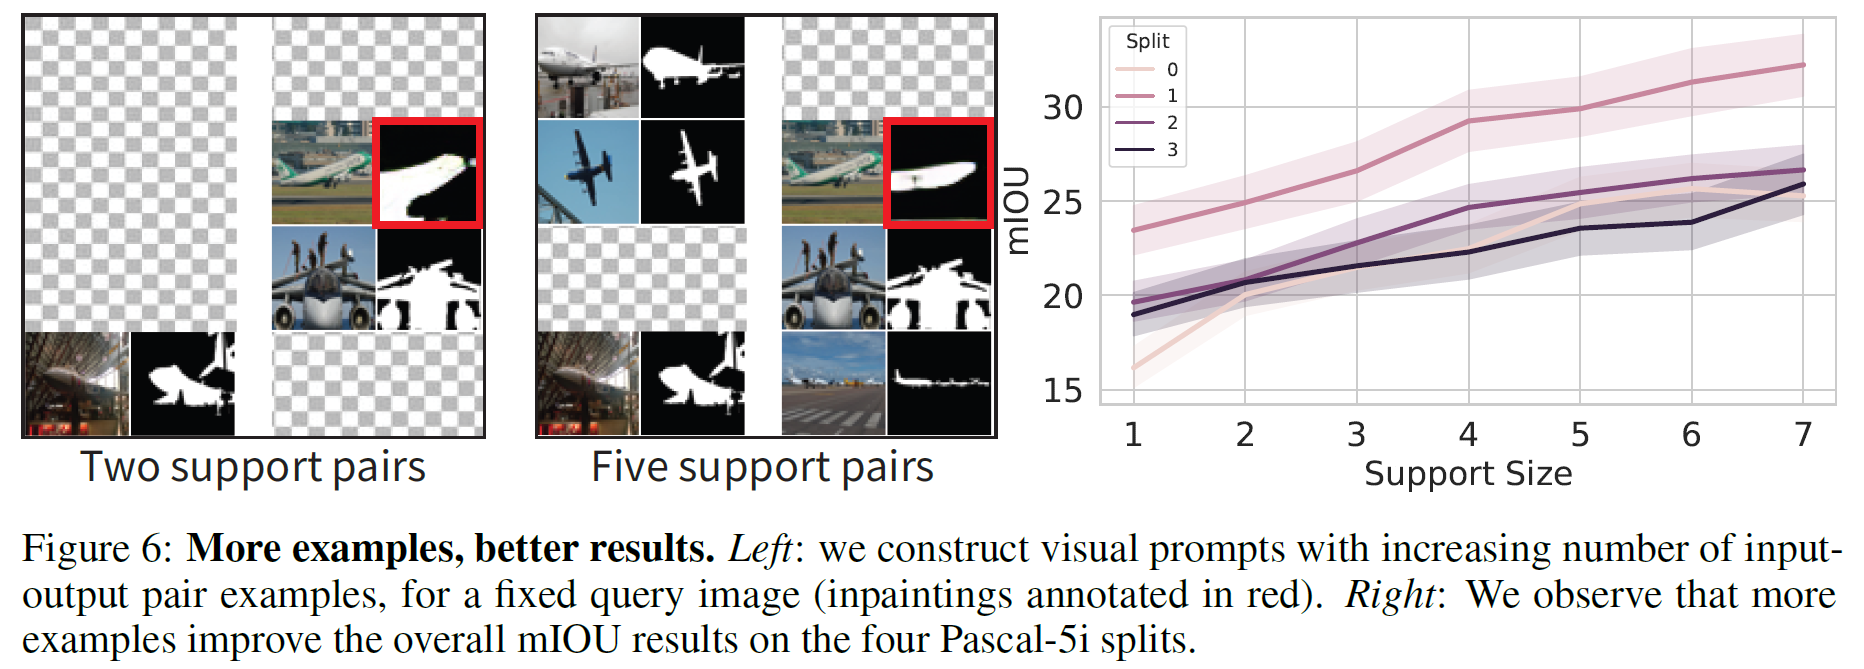 Split
0
1
2
3
30
25
20
15
mIOU
1 2 3 4 5 6 7
Support Size
Two support pairs
Five support pairs
Figure 6: More examples, better results. Left: we construct visual prompts with increasing number of input-
output pair examples, for a fixed query image (inpaintings annotated in red). Right: We observe that more
examples improve the overall mIOU results on the four Pascal-5i splits.